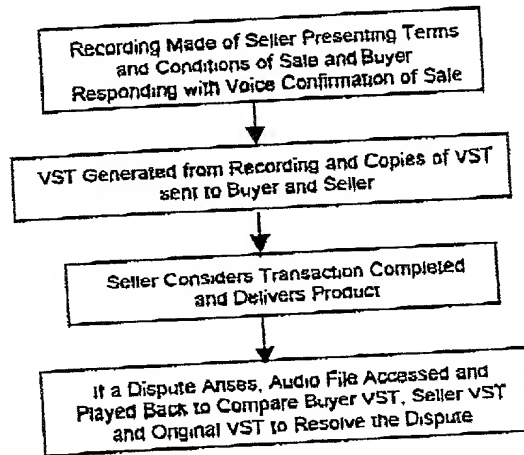 Recording Made of Seller Presenting Terms
and Conditions of Sale and Buyer
Responding with Voice Confirmation of Sale
VST Generated from Recording and Copies of VST
sent to Buyer and Seller
Seller Considers Transaction Completed
and Delivers Product
If a Dispute Arises, Audio File Accessed and
Played Back to Compare Buyer VST, Seller VST
and Original VST to Resolve the Dispute